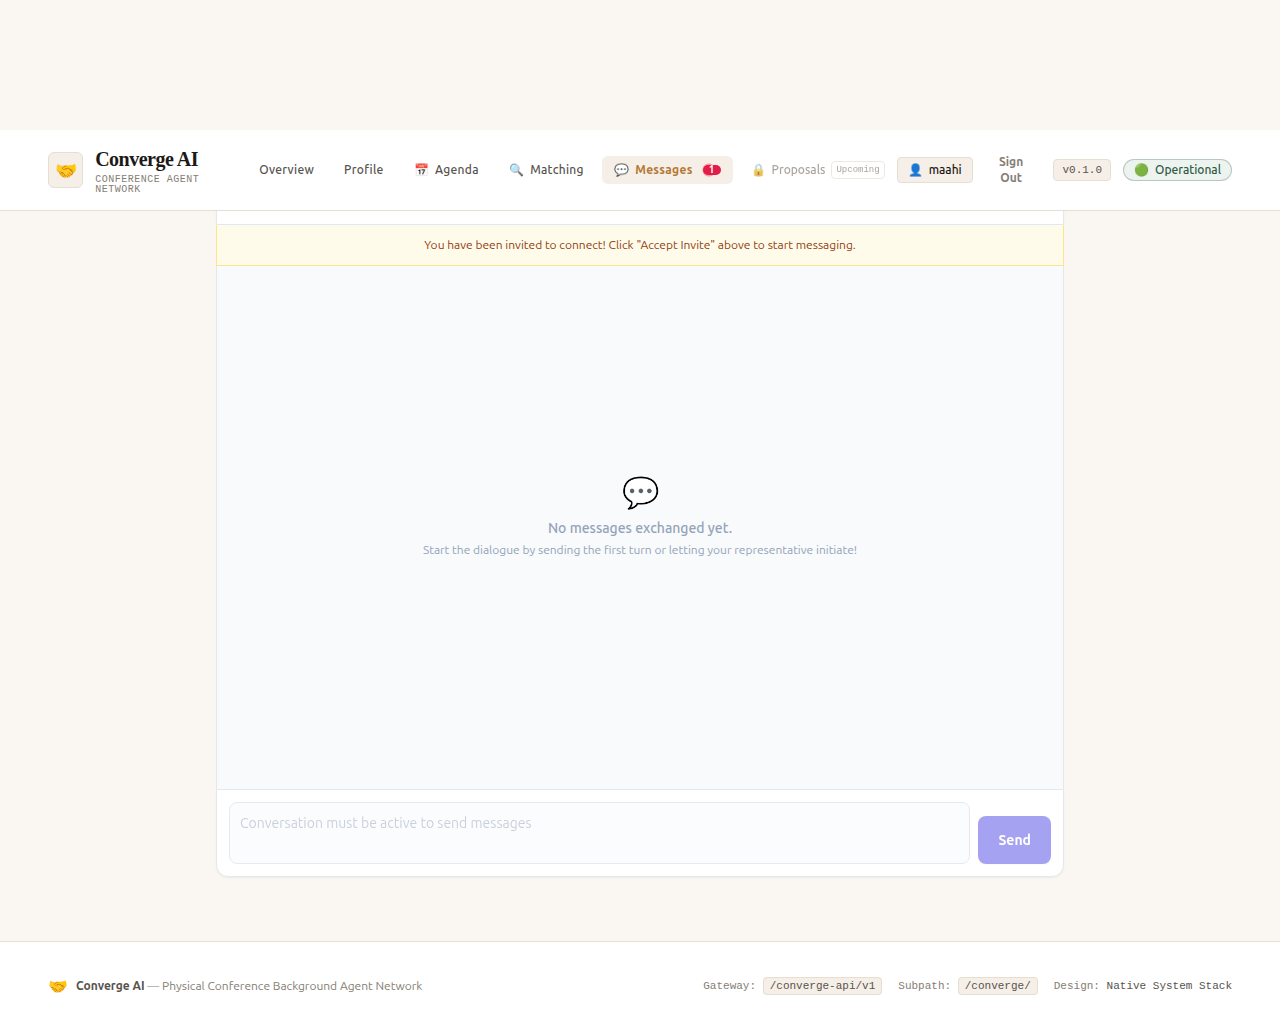 Converge AI
CONFERENCE AGENT
NETWORK
Overview
Profile
Agenda
Matching
Messages 1
Proposals Upcoming
maahi
Sign
Out
v0.1.0
Operational
You have been invited to connect! Click "Accept Invite" above to start messaging.
No messages exchanged yet.
Start the dialogue by sending the first turn or letting your representative initiate!
Conversation must be active to send messages
Send
Converge AI — Physical Conference Background Agent Network
Gateway: /converge-api/v1 Subpath: /converge/ Design: Native System Stack